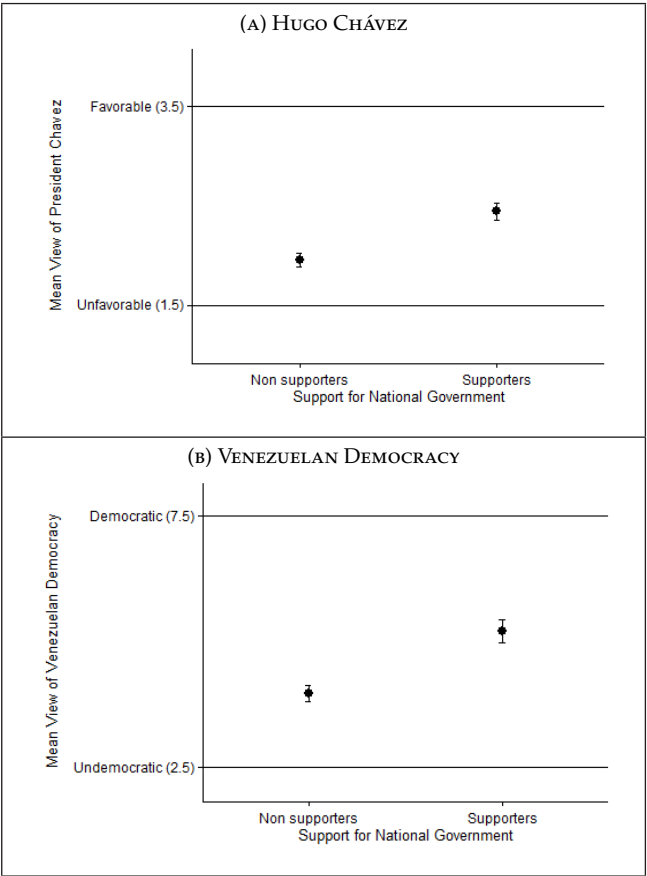 (A) HUGO CHÁVEZ
Mean View of President Chavez
Favorable (3.5)
Unfavorable (1.5)
Non supporters Supporters
Support for National Government
(B) VENEZUELAN DEMOCRACY
Mean View of Venezuelan Democracy
Democratic (7.5)
Undemocratic (2.5)
Non supporters Supporters
Support for National Government